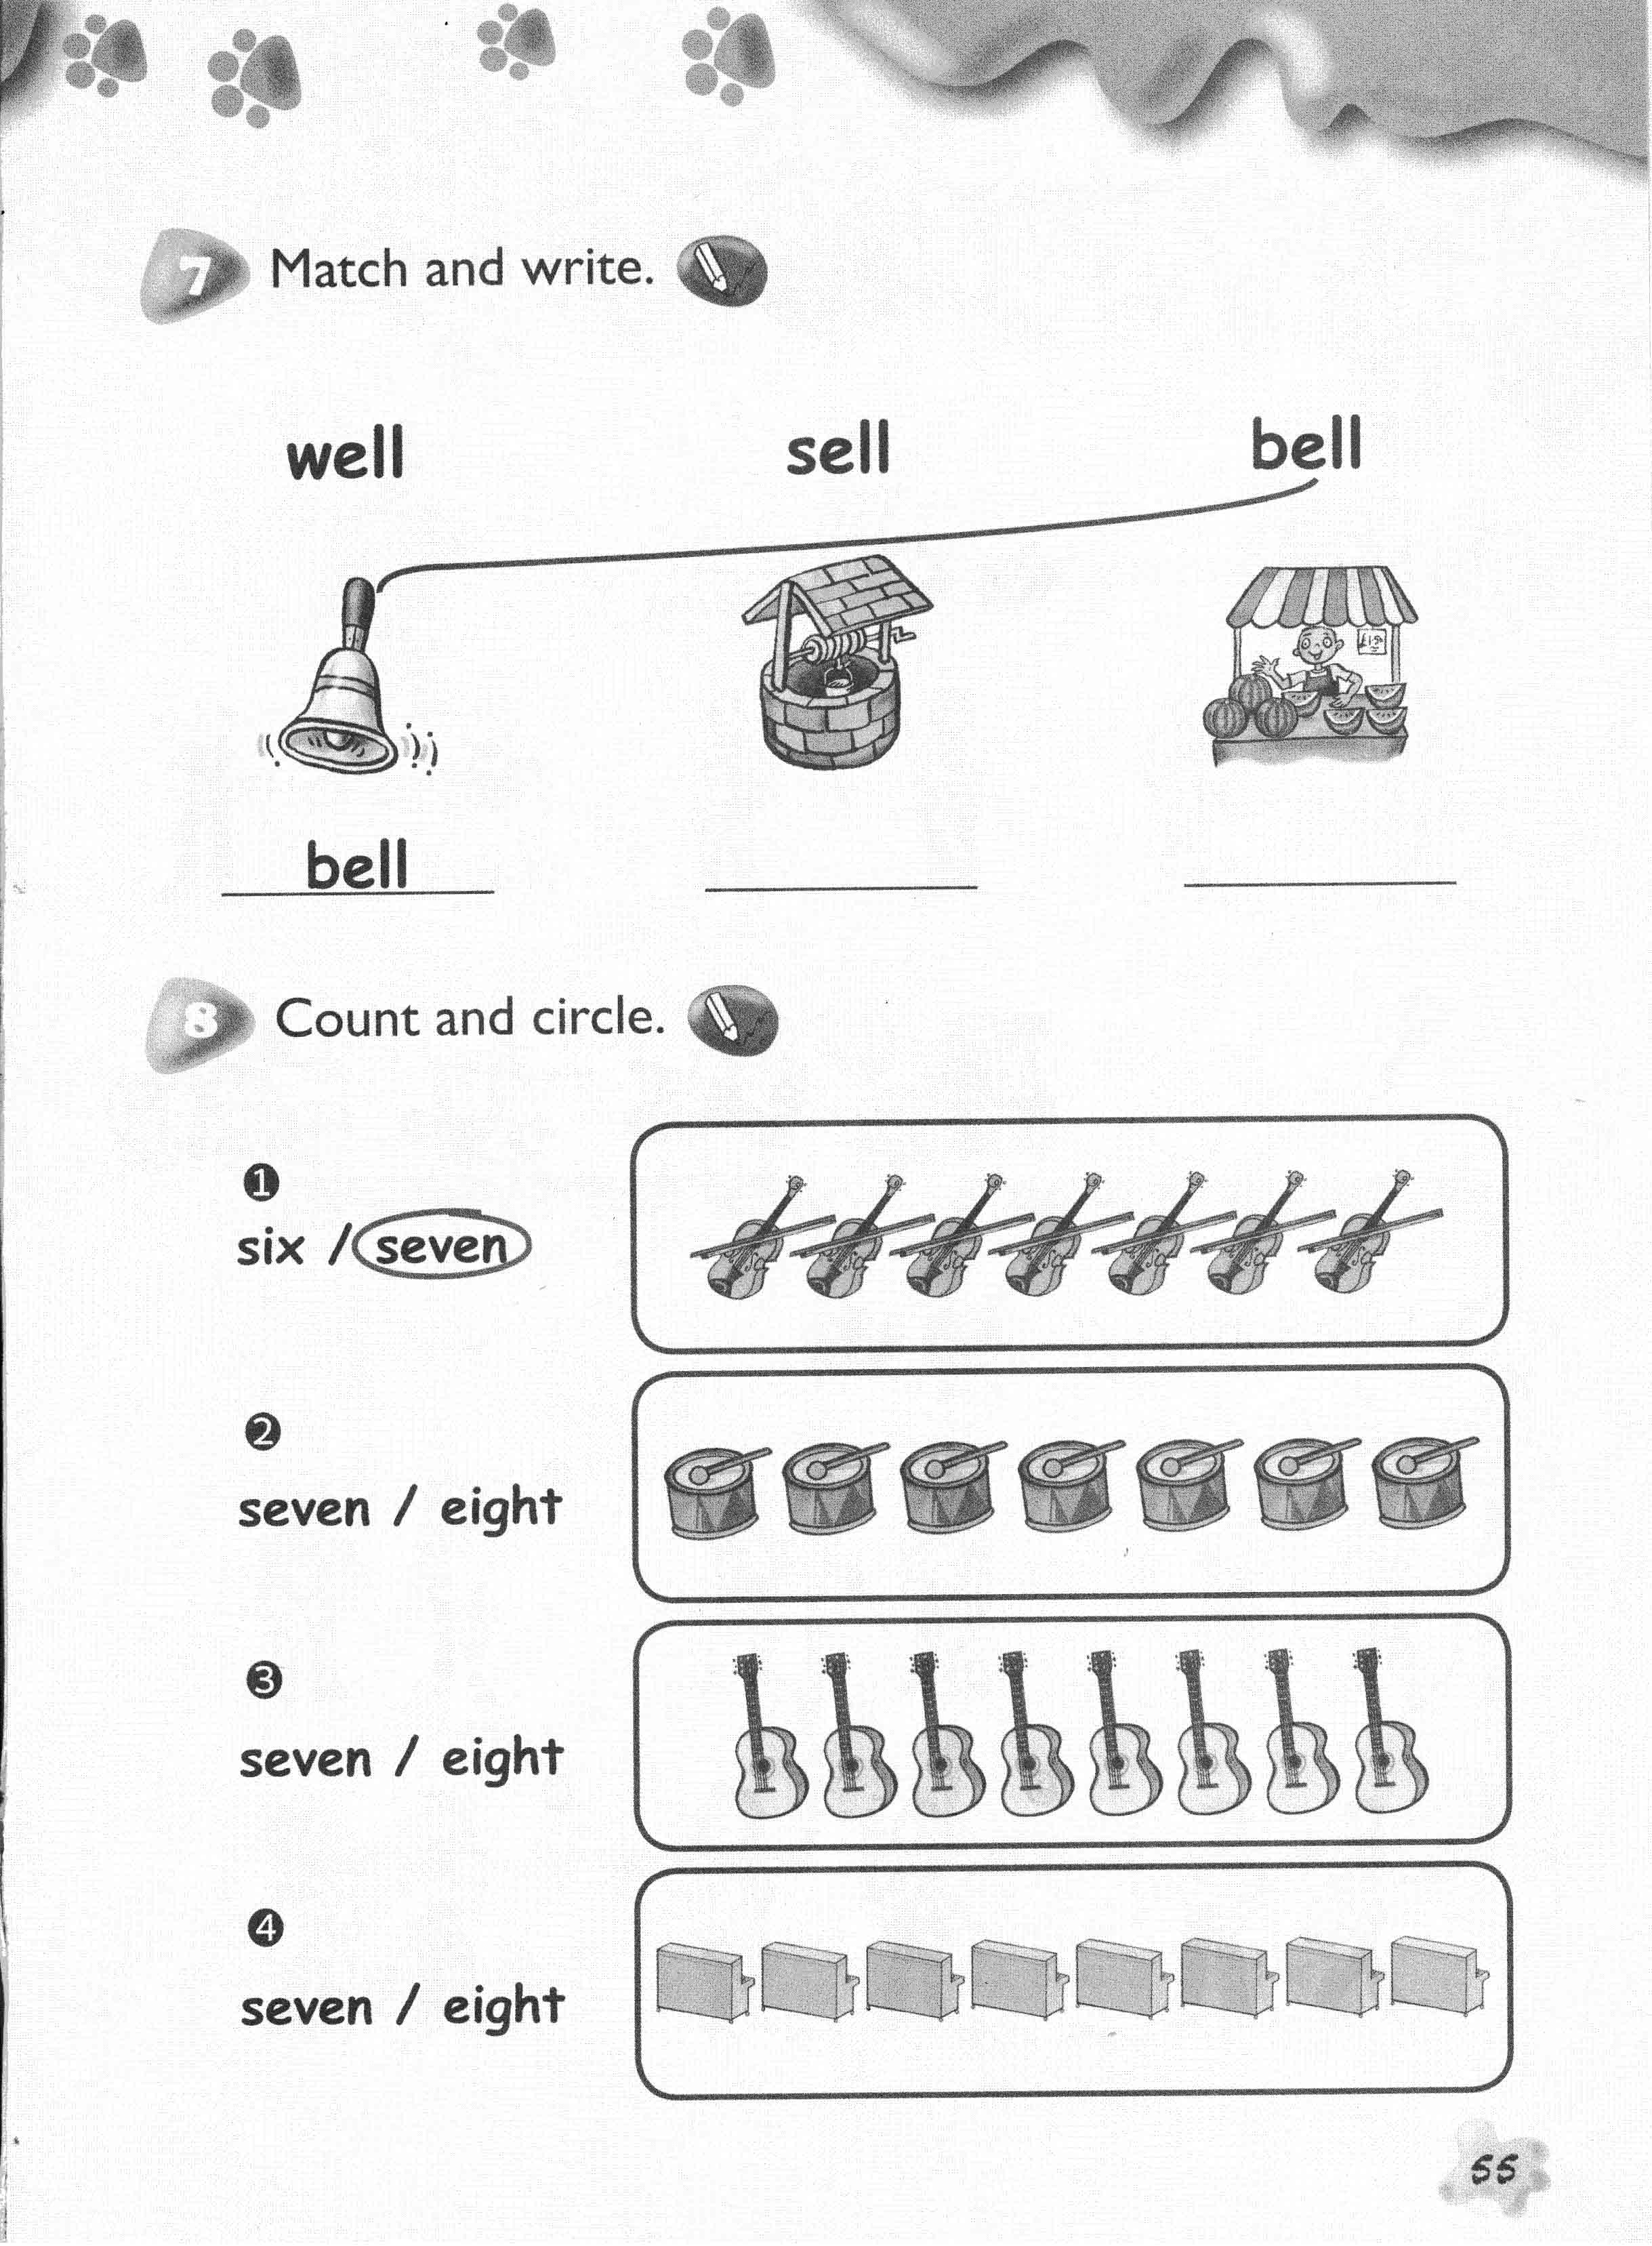 7 Match and write.
well sell bell
bell
8 Count and circle.
1
six / seven
2
seven / eight
3
seven / eight
4
seven / eight
55